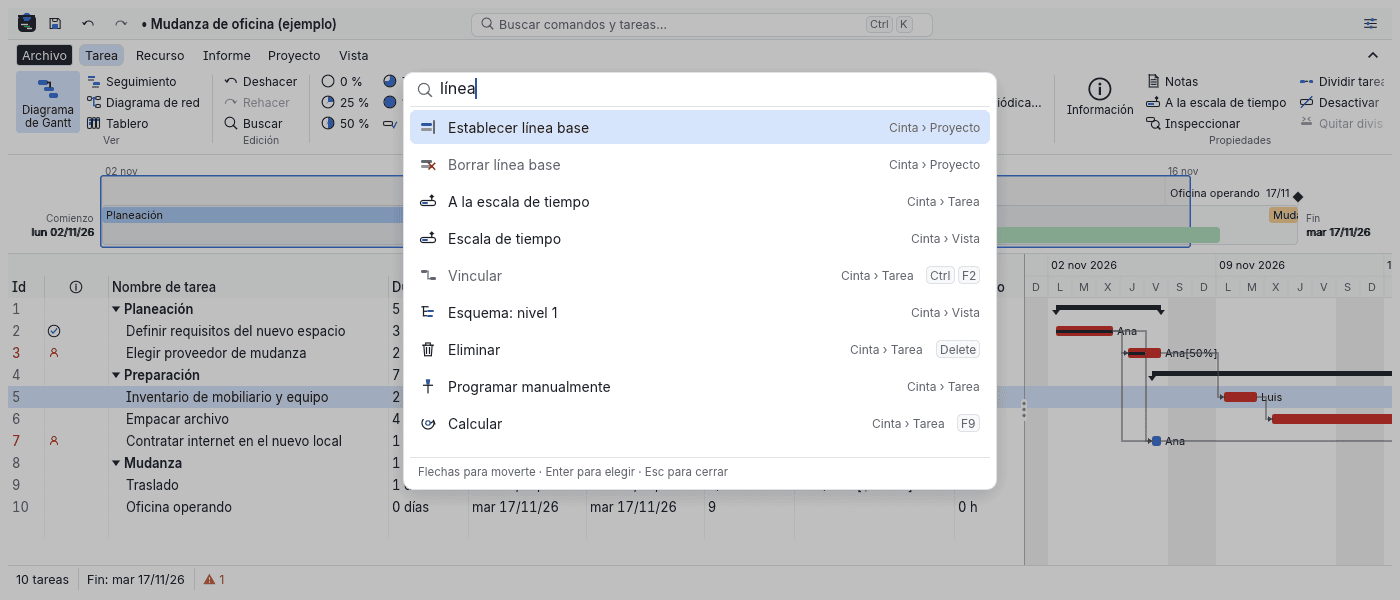 • Mudanza de oficina (ejemplo)
Buscar comandos y tareas... Ctrl K
Archivo Tarea Recurso Informe Proyecto Vista
Diagrama de Gantt
Seguimiento
Diagrama de red
Tablero
Ver
Deshacer
Rehacer
Buscar
Edición
0 %
25 %
50 %
Información
Notas
A la escala de tiempo
Inspeccionar
Dividir tarea
Desactivar
Quitar divis
Propiedades
línea
Establecer línea base Cinta › Proyecto
Borrar línea base Cinta › Proyecto
A la escala de tiempo Cinta › Tarea
Escala de tiempo Cinta › Vista
Vincular Cinta › Tarea Ctrl F2
Esquema: nivel 1 Cinta › Vista
Eliminar Cinta › Tarea Delete
Programar manualmente Cinta › Tarea
Calcular Cinta › Tarea F9
Flechas para moverte · Enter para elegir · Esc para cerrar
02 nov 16 nov
Comienzo
lun 02/11/26
Planeación
Oficina operando 17/11
Muda
Fin
mar 17/11/26
Id Nombre de tarea
1 Planeación 5
2 Definir requisitos del nuevo espacio 3
3 Elegir proveedor de mudanza 2
4 Preparación 7
5 Inventario de mobiliario y equipo 2
6 Empacar archivo 4
7 Contratar internet en el nuevo local 1
8 Mudanza
9 Traslado 1
10 Oficina operando 0 días mar 17/11/26 mar 17/11/26 9 0 h
02 nov 2026 09 nov 2026
D L M X J V S D L M X J V S D
Ana
Ana[50%]
Luis
Ana
10 tareas Fin: mar 17/11/26 1